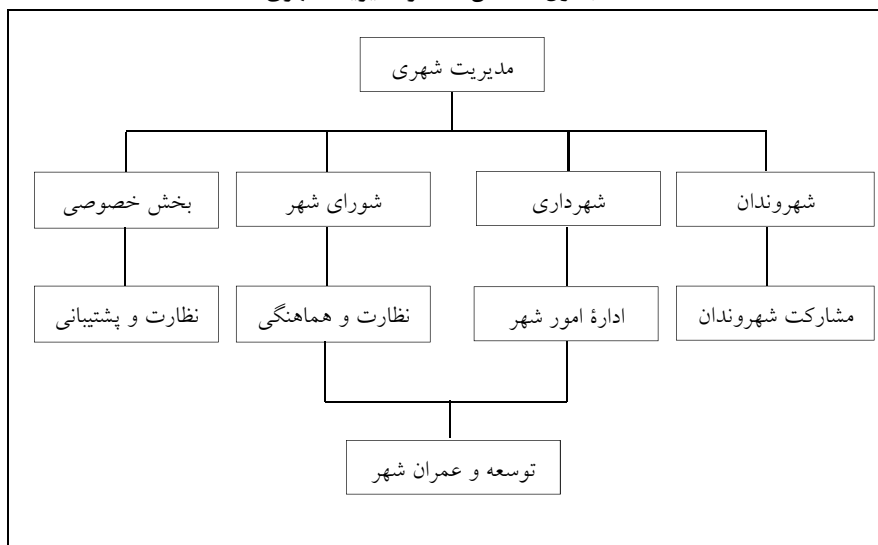 مدیریت شهری
شهروندان
شهرداری
شورای شهر
بخش خصوصی
مشارکت شهروندان
ادارۀ امور شهر
نظارت و هماهنگی
نظارت و پشتیبانی
توسعه و عمران شهر